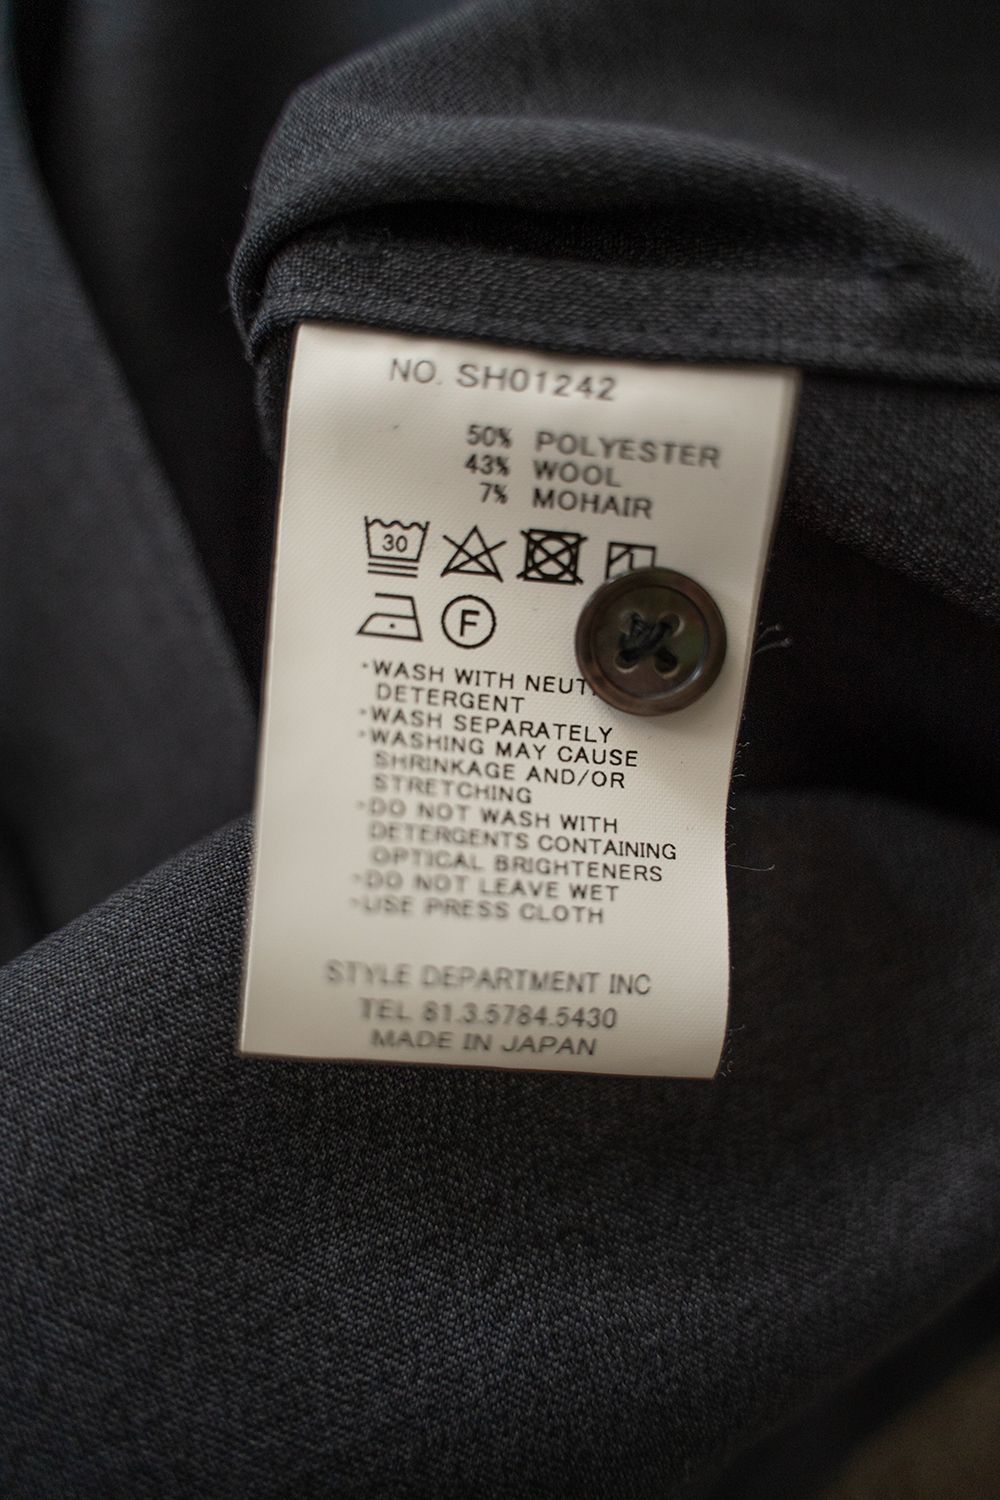 NO. SH01242
50% POLYESTER
43% WOOL
7% MOHAIR
30
F
•WASH WITH
DETERGENT
•WASH SEPARATELY
•WASHING MAY CAUSE
SHRINKAGE AND/OR
STRETCHING
•DO NOT WASH WITH
DETERGENTS CONTAINING
OPTICAL BRIGHTENERS
•DO NOT LEAVE WET
•USE PRESS CLOTH
STYLE DEPARTMENT INC
TEL 81.3.5784.5430
MADE IN JAPAN